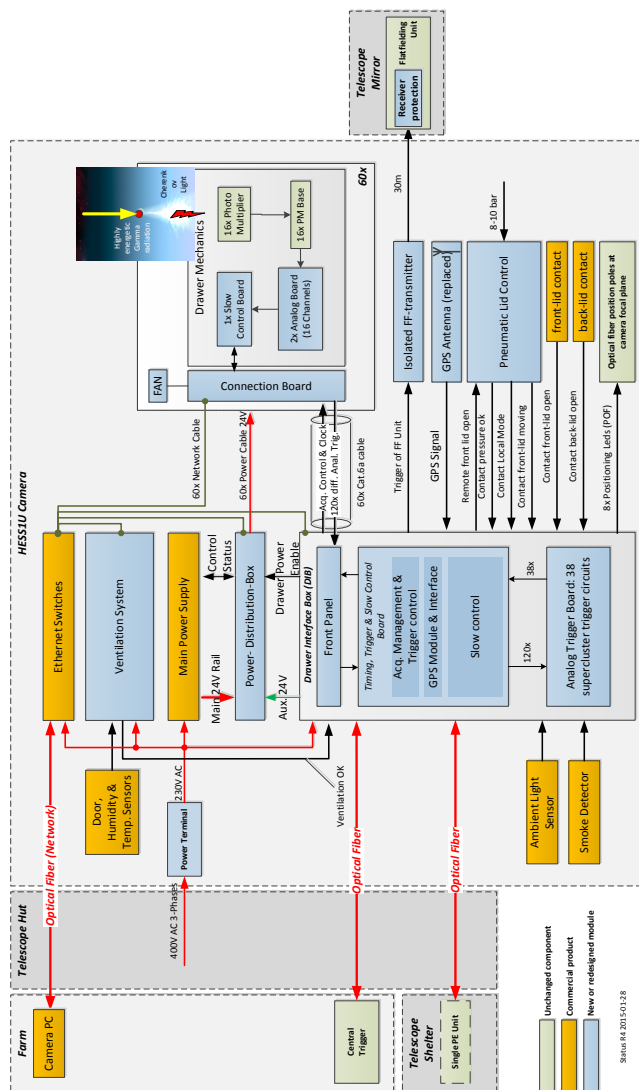 HESS1U Camera
Farm
Camera PC
Central
Trigger
Telescope
Shelter
Single PE Unit
Telescope Hut
Optical Fiber (Network)
400V AC 3-Phases
Optical Fiber
Optical Fiber
Door,
Humidity &
Temp. Sensors
Power Terminal
230V AC
Ventilation OK
Ambient Light
Sensor
Smoke Detector
Ethernet Switches
Ventilation System
Main Power Supply
Main 24V Rail
Control
Status
Power- Distribution-Box
Aux. 24V
Drawer Power
Enable
Drawer Interface Box (DIB)
Front Panel
Timing, Trigger & Slow Control
Board
Acq. Management &
Trigger control
GPS Module & Interface
Slow control
120x
38x
Analog Trigger Board: 38
supercluster trigger circuits
60x Network Cable
60x Power Cable 24V
Acq. Control & Clock
120x diff. Anal. Trig.
60x Cat.6a cable
Trigger of FF Unit
GPS Signal
Remote front lid open
Contact pressure ok
Contact Local Mode
Contact front-lid moving
Contact front-lid open
Contact back-lid open
8x Positioning Leds (POF)
FAN
Connection Board
Drawer Mechanics
1x Slow
Control Board
2x Analog Board
(16 Channels)
16x Photo
Multiplier
16x PM Base
60x
Highly
energetic
Gamma
radiation
Cherenk
ov
Light
Isolated FF-transmitter
30m
GPS Antenna (replaced)
Pneumatic Lid Control
8-10 bar
front-lid contact
back-lid contact
Optical fiber position poles at
camera focal plane
Telescope
Mirror
Flatfielding
Unit
Receiver
protection
Unchanged component
Commercial product
New or redesigned module
Status R4 2015-01-28